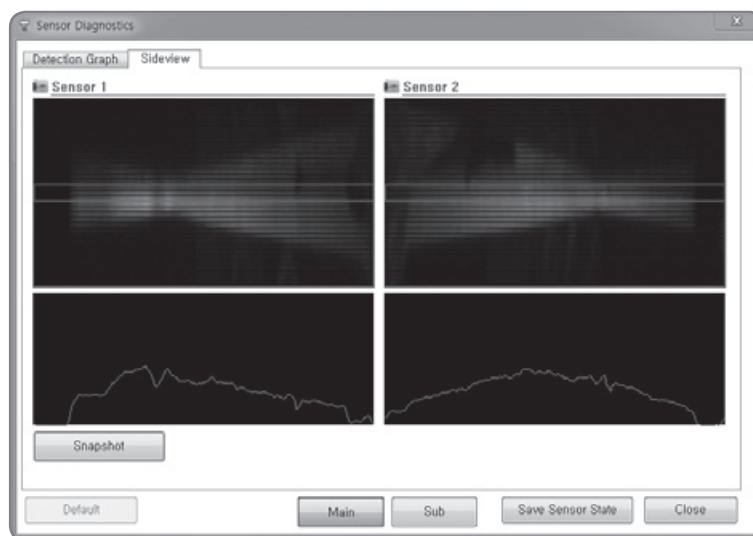 Sensor Diagnostics
Detection Graph Sideview
Sensor 1 Sensor 2
Snapshot
Default Main Sub Save Sensor State Close